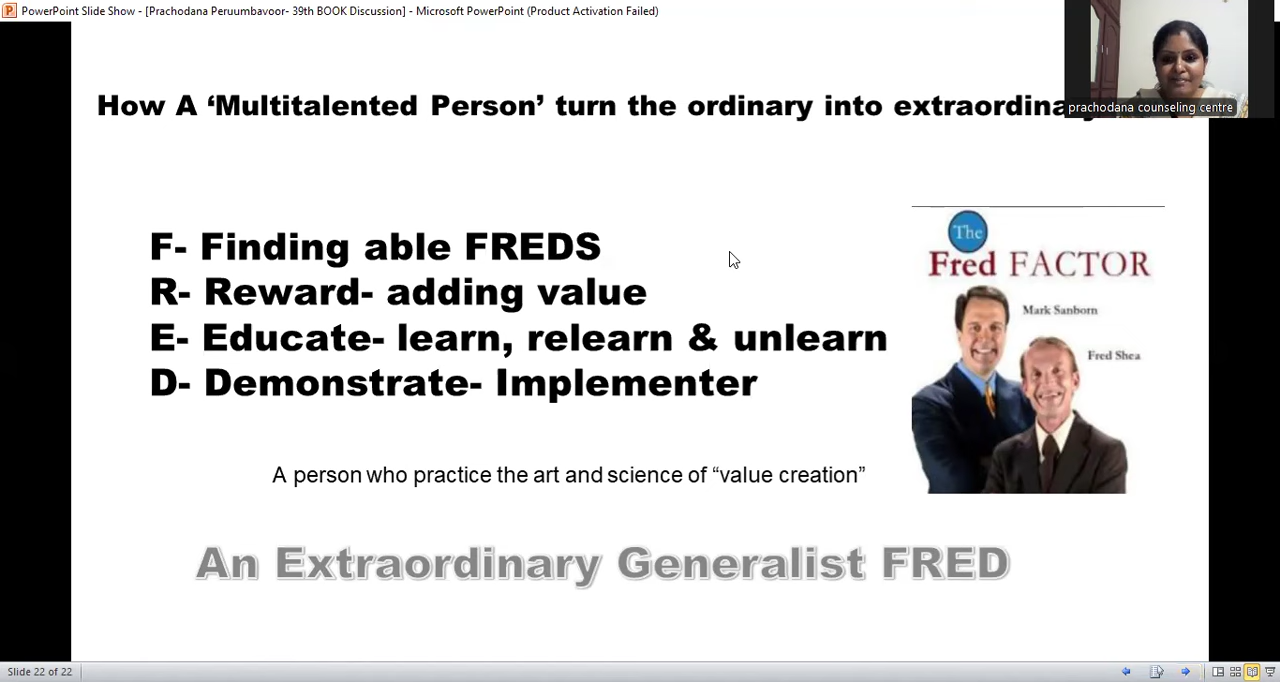 PowerPoint Slide Show - [Prachodana Peruumbavoor- 39th BOOK Discussion] - Microsoft PowerPoint (Product Activation Failed)
prachodana counseling centre
How A ‘Multitalented Person’ turn the ordinary into extraordinary
F- Finding able FREDS
R- Reward- adding value
E- Educate- learn, relearn & unlearn
D- Demonstrate- Implementer
The
Fred FACTOR
Mark Sanborn
Fred Shea
A person who practice the art and science of “value creation”
An Extraordinary Generalist FRED
Slide 22 of 22